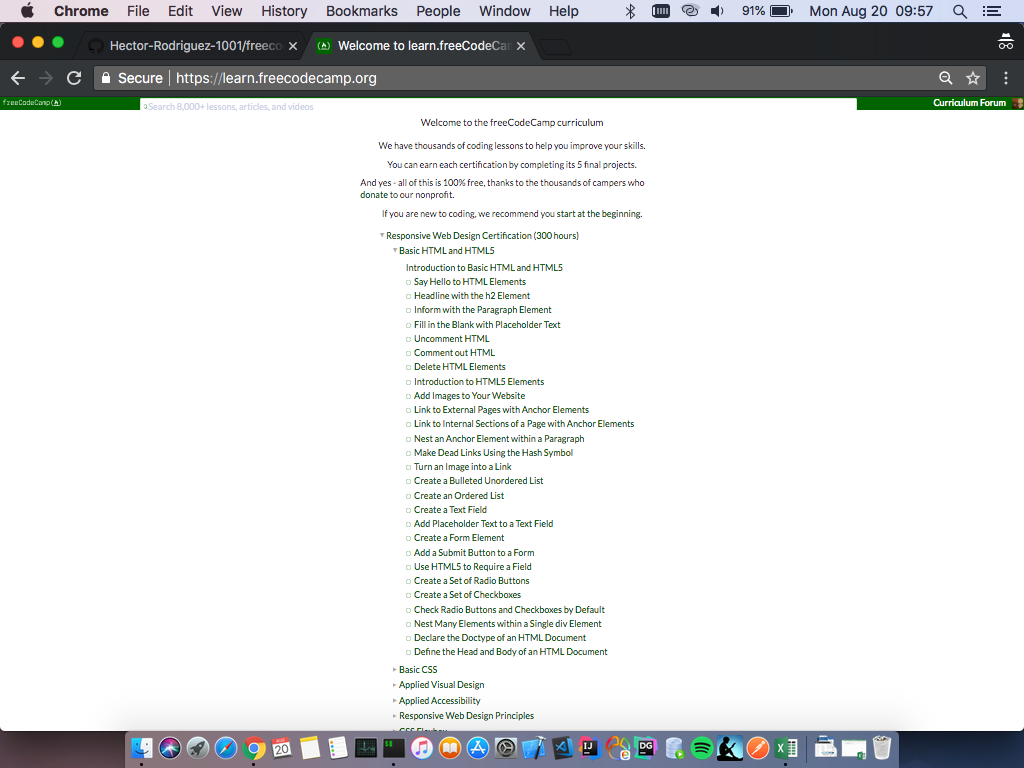 Chrome File Edit View History Bookmarks People Window Help 91% Mon Aug 20 09:57
Hector-Rodriguez-1001/freeco Welcome to learn.freeCodeCar
Secure https://learn.freecodecamp.org
freeCodeCamp Search 8,000+ lessons, articles, and videos Curriculum Forum
Welcome to the freeCodeCamp curriculum
We have thousands of coding lessons to help you improve your skills.
You can earn each certification by completing its 5 final projects.
And yes - all of this is 100% free, thanks to the thousands of campers who
donate to our nonprofit.
If you are new to coding, we recommend you start at the beginning.
Responsive Web Design Certification (300 hours)
Basic HTML and HTML5
Introduction to Basic HTML and HTML5
Say Hello to HTML Elements
Headline with the h2 Element
Inform with the Paragraph Element
Fill in the Blank with Placeholder Text
Uncomment HTML
Comment out HTML
Delete HTML Elements
Introduction to HTML5 Elements
Add Images to Your Website
Link to External Pages with Anchor Elements
Link to Internal Sections of a Page with Anchor Elements
Nest an Anchor Element within a Paragraph
Make Dead Links Using the Hash Symbol
Turn an Image into a Link
Create a Bulleted Unordered List
Create an Ordered List
Create a Text Field
Add Placeholder Text to a Text Field
Create a Form Element
Add a Submit Button to a Form
Use HTML5 to Require a Field
Create a Set of Radio Buttons
Create a Set of Checkboxes
Check Radio Buttons and Checkboxes by Default
Nest Many Elements within a Single div Element
Declare the Doctype of an HTML Document
Define the Head and Body of an HTML Document
Basic CSS
Applied Visual Design
Applied Accessibility
Responsive Web Design Principles
CSS Flexbox
AUG 20 IJ DG